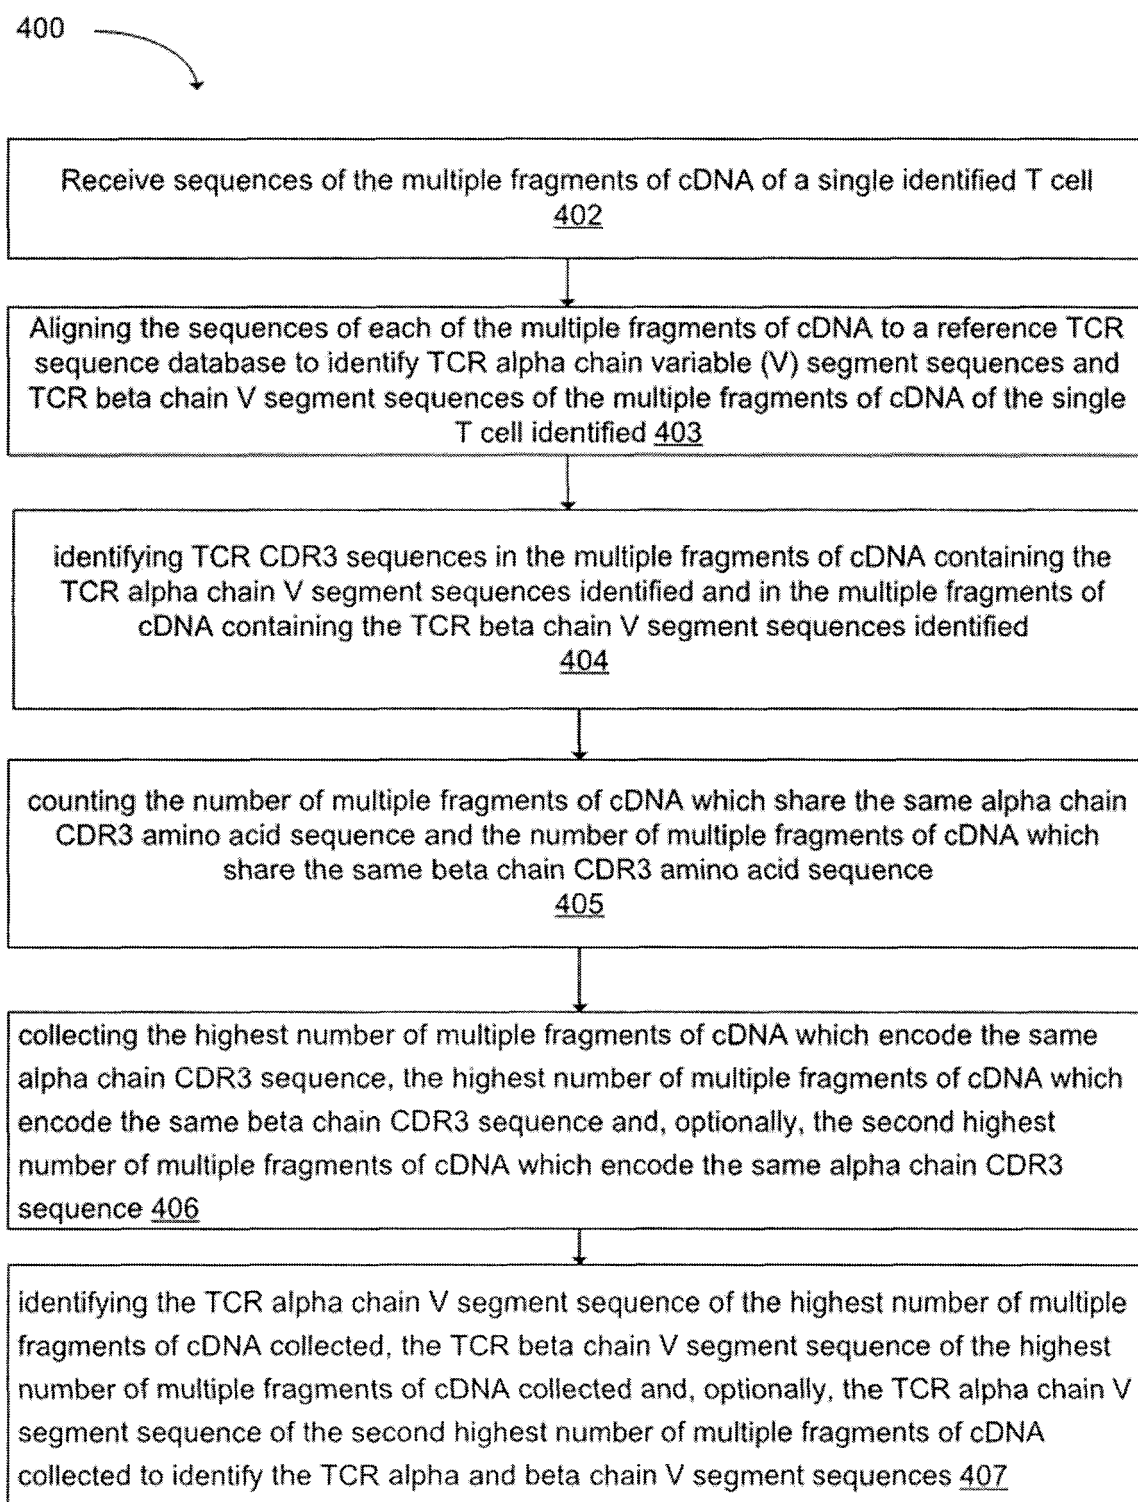 400
Receive sequences of the multiple fragments of cDNA of a single identified T cell
402
Aligning the sequences of each of the multiple fragments of cDNA to a reference TCR
sequence database to identify TCR alpha chain variable (V) segment sequences and
TCR beta chain V segment sequences of the multiple fragments of cDNA of the single
T cell identified 403
identifying TCR CDR3 sequences in the multiple fragments of cDNA containing the
TCR alpha chain V segment sequences identified and in the multiple fragments of
cDNA containing the TCR beta chain V segment sequences identified
404
counting the number of multiple fragments of cDNA which share the same alpha chain
CDR3 amino acid sequence and the number of multiple fragments of cDNA which
share the same beta chain CDR3 amino acid sequence
405
collecting the highest number of multiple fragments of cDNA which encode the same
alpha chain CDR3 sequence, the highest number of multiple fragments of cDNA which
encode the same beta chain CDR3 sequence and, optionally, the second highest
number of multiple fragments of cDNA which encode the same alpha chain CDR3
sequence 406
identifying the TCR alpha chain V segment sequence of the highest number of multiple
fragments of cDNA collected, the TCR beta chain V segment sequence of the highest
number of multiple fragments of cDNA collected and, optionally, the TCR alpha chain V
segment sequence of the second highest number of multiple fragments of cDNA
collected to identify the TCR alpha and beta chain V segment sequences 407